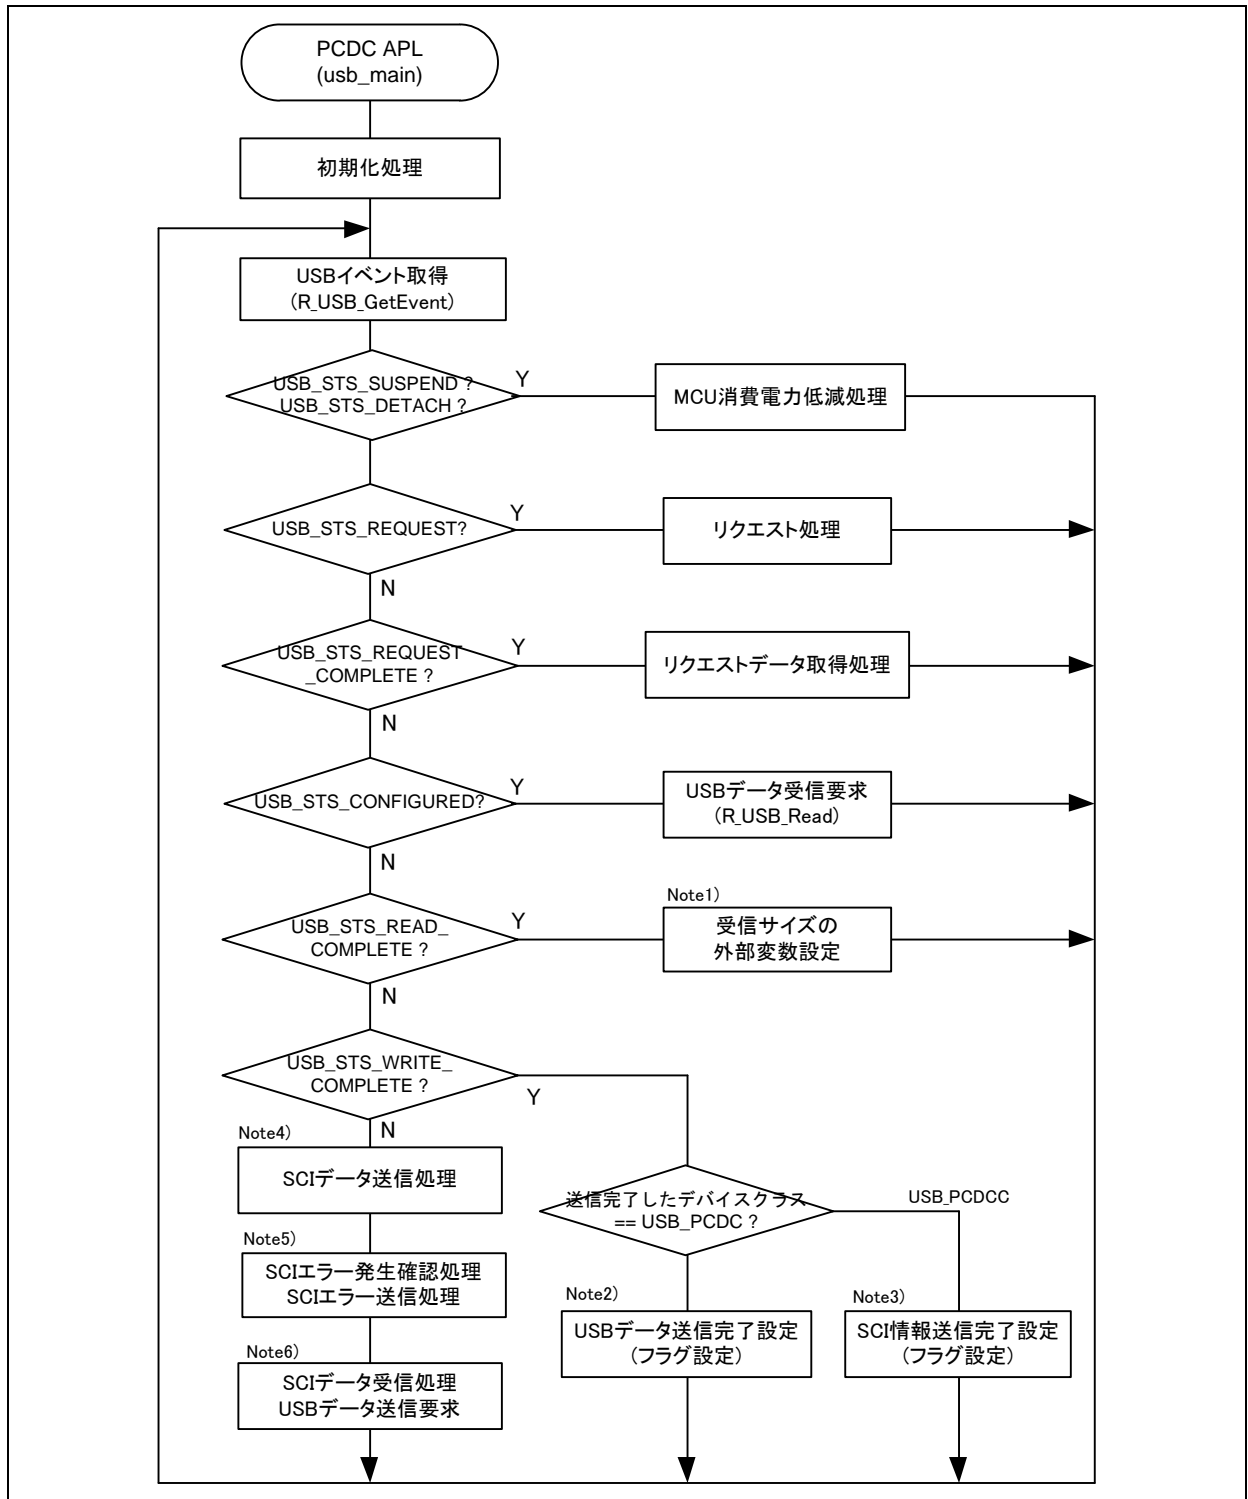 PCDC APL
(usb_main)
初期化処理
USBイベント取得
(R_USB_GetEvent)
USB_STS_SUSPEND ?
USB_STS_DETACH ?
Y
MCU消費電力低減処理
USB_STS_REQUEST?
Y
リクエスト処理
N
USB_STS_REQUEST
_COMPLETE ?
Y
リクエストデータ取得処理
N
USB_STS_CONFIGURED?
Y
USBデータ受信要求
(R_USB_Read)
N
USB_STS_READ_
COMPLETE ?
Y
Note1)
受信サイズの
外部変数設定
N
USB_STS_WRITE_
COMPLETE ?
Y
N
Note4)
SCIデータ送信処理
送信完了したデバイスクラス
== USB_PCDC ?
USB_PCDCC
Note5)
SCIエラー発生確認処理
SCIエラー送信処理
Note2)
USBデータ送信完了設定
(フラグ設定)
Note3)
SCI情報送信完了設定
(フラグ設定)
Note6)
SCIデータ受信処理
USBデータ送信要求